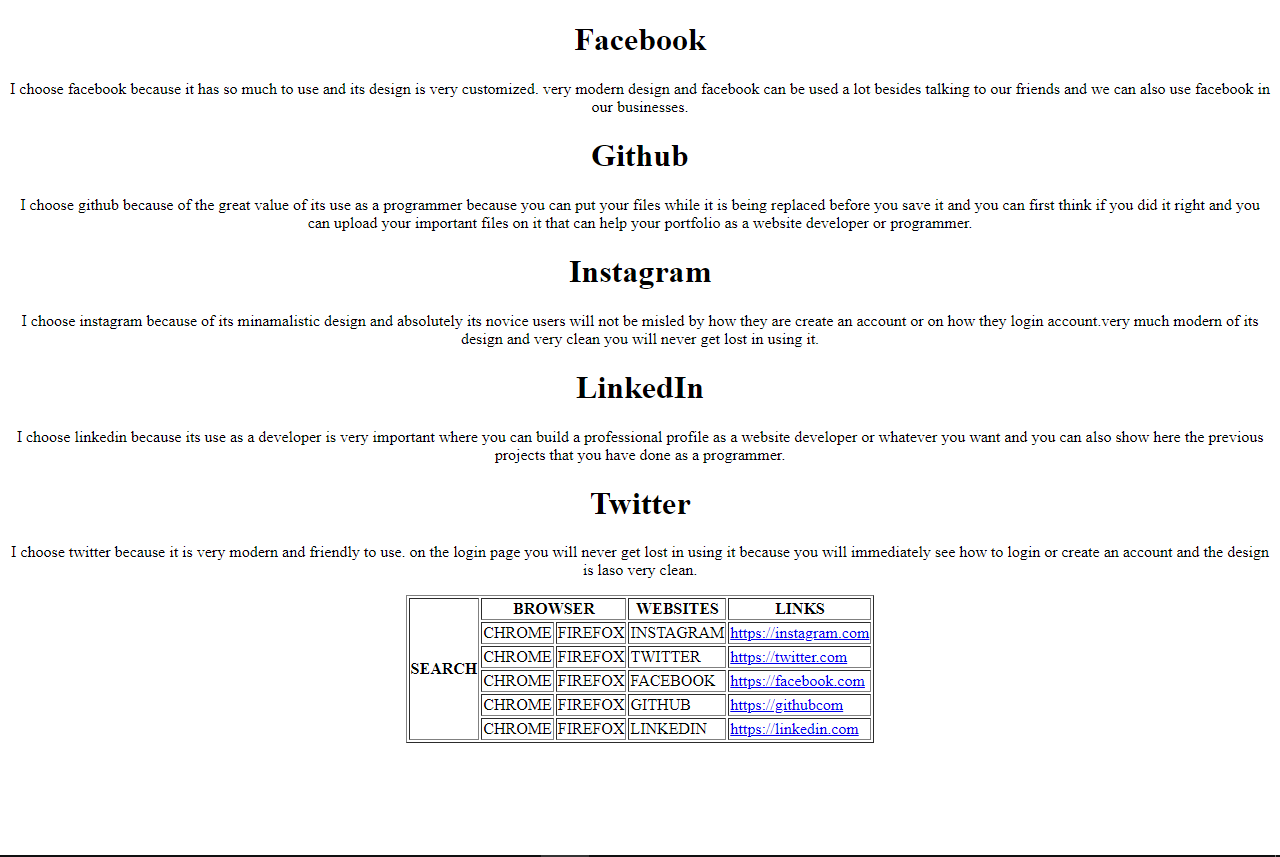 Facebook
I choose facebook because it has so much to use and its design is very customized. very modern design and facebook can be used a lot besides talking to our friends and we can also use facebook in
our businesses.
Github
I choose github because of the great value of its use as a programmer because you can put your files while it is being replaced before you save it and you can first think if you did it right and you
can upload your important files on it that can help your portfolio as a website developer or programmer.
Instagram
I choose instagram because of its minamalistic design and absolutely its novice users will not be misled by how they are create an account or on how they login account.very much modern of its
design and very clean you will never get lost in using it.
LinkedIn
I choose linkedin because its use as a developer is very important where you can build a professional profile as a website developer or whatever you want and you can also show here the previous
projects that you have done as a programmer.
Twitter
I choose twitter because it is very modern and friendly to use. on the login page you will never get lost in using it because you will immediately see how to login or create an account and the design
is laso very clean.
SEARCH
BROWSER WEBSITES LINKS
CHROME FIREFOX INSTAGRAM https://instagram.com
CHROME FIREFOX TWITTER https://twitter.com
CHROME FIREFOX FACEBOOK https://facebook.com
CHROME FIREFOX GITHUB https://githubcom
CHROME FIREFOX LINKEDIN https://linkedin.com